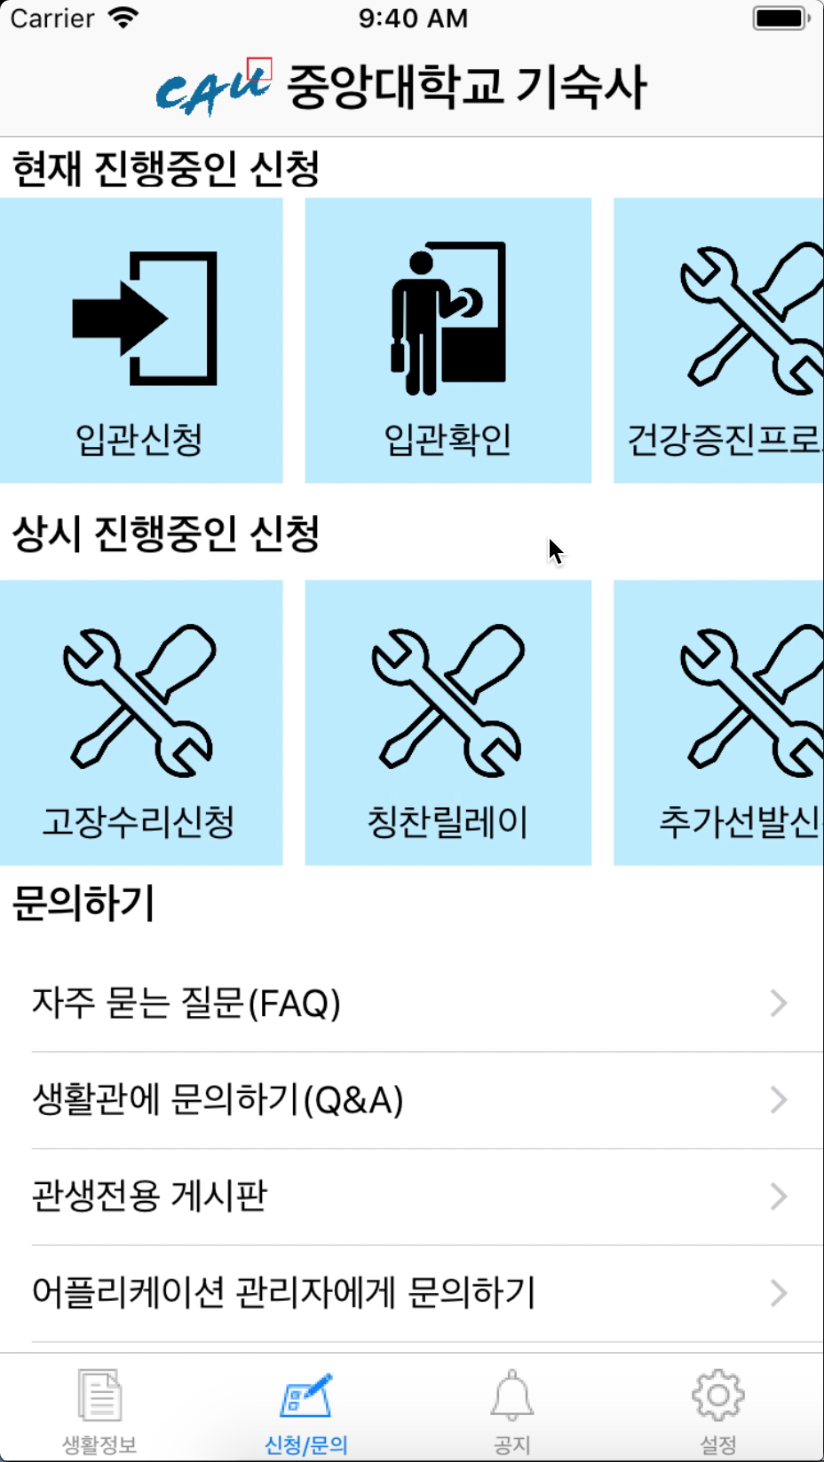 Carrier 9:40 AM
CAU 중앙대학교 기숙사
현재 진행중인 신청
입관신청 입관확인 건강증진프로
상시 진행중인 신청
고장수리신청 칭찬릴레이 추가선발신
문의하기
자주 묻는 질문(FAQ)
생활관에 문의하기(Q&A)
관생전용 게시판
어플리케이션 관리자에게 문의하기
생활정보 신청/문의 공지 설정